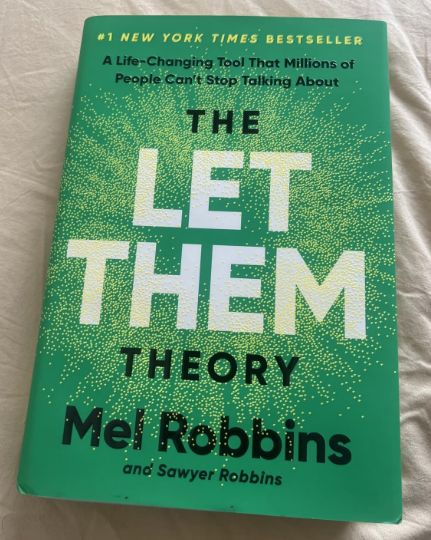 #1 NEW YORK TIMES BESTSELLER
A Life-Changing Tool That Millions of
People Can't Stop Talking About
THE
LET
THEM
THEORY
Mel Robbins
and Sawyer Robbins